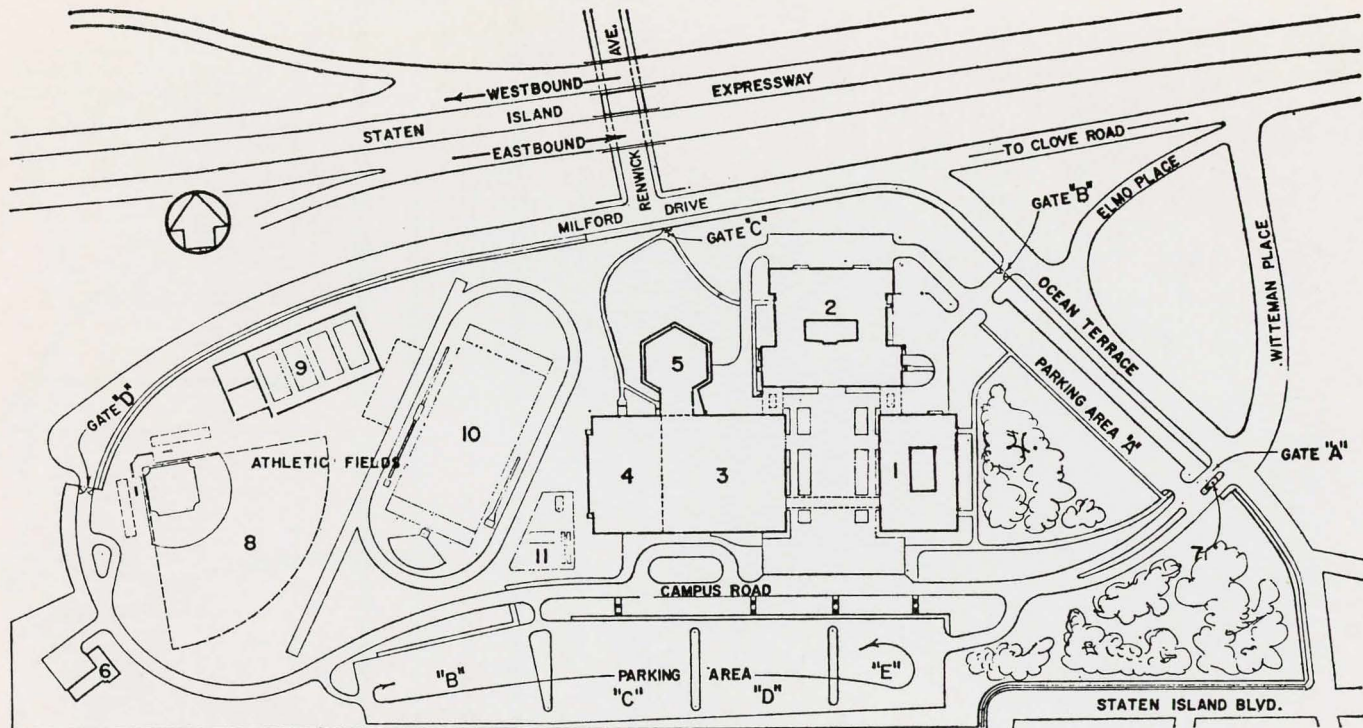 AVE.
WESTBOUND
STATEN ISLAND EXPRESSWAY
EASTBOUND
TO CLOVE ROAD
RENWICK
MILFORD DRIVE
ELMO PLACE
GATE "B"
GATE "C"
WITTEMAN PLACE
OCEAN TERRACE
2
5
9
GATE "D"
PARKING AREA "A"
10
ATHLETIC FIELDS
GATE "A"
4
3
1
8
11
7
CAMPUS ROAD
6
"B"
PARKING AREA
"C"
"D"
"E"
STATEN ISLAND BLVD.